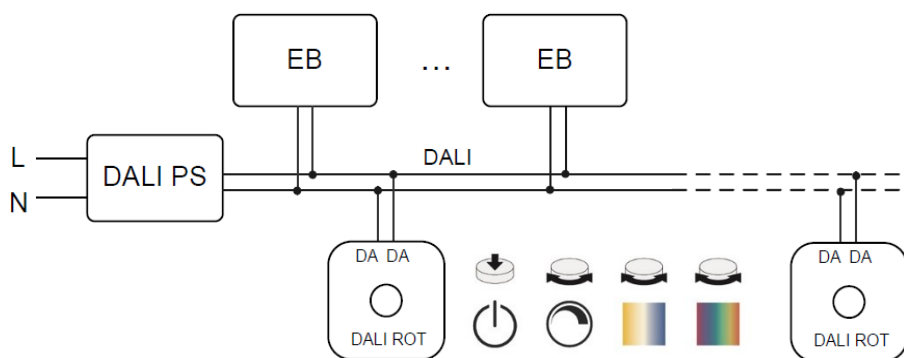 EB
...
EB
L
N
DALI PS
DALI
DA DA
DALI ROT
DA DA
DALI ROT